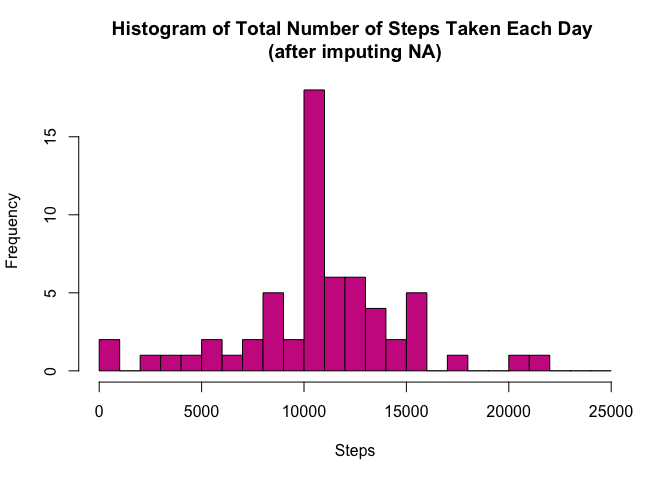 Histogram of Total Number of Steps Taken Each Day
(after imputing NA)
Frequency
15
10
5
0
0 5000 10000 15000 20000 25000
Steps